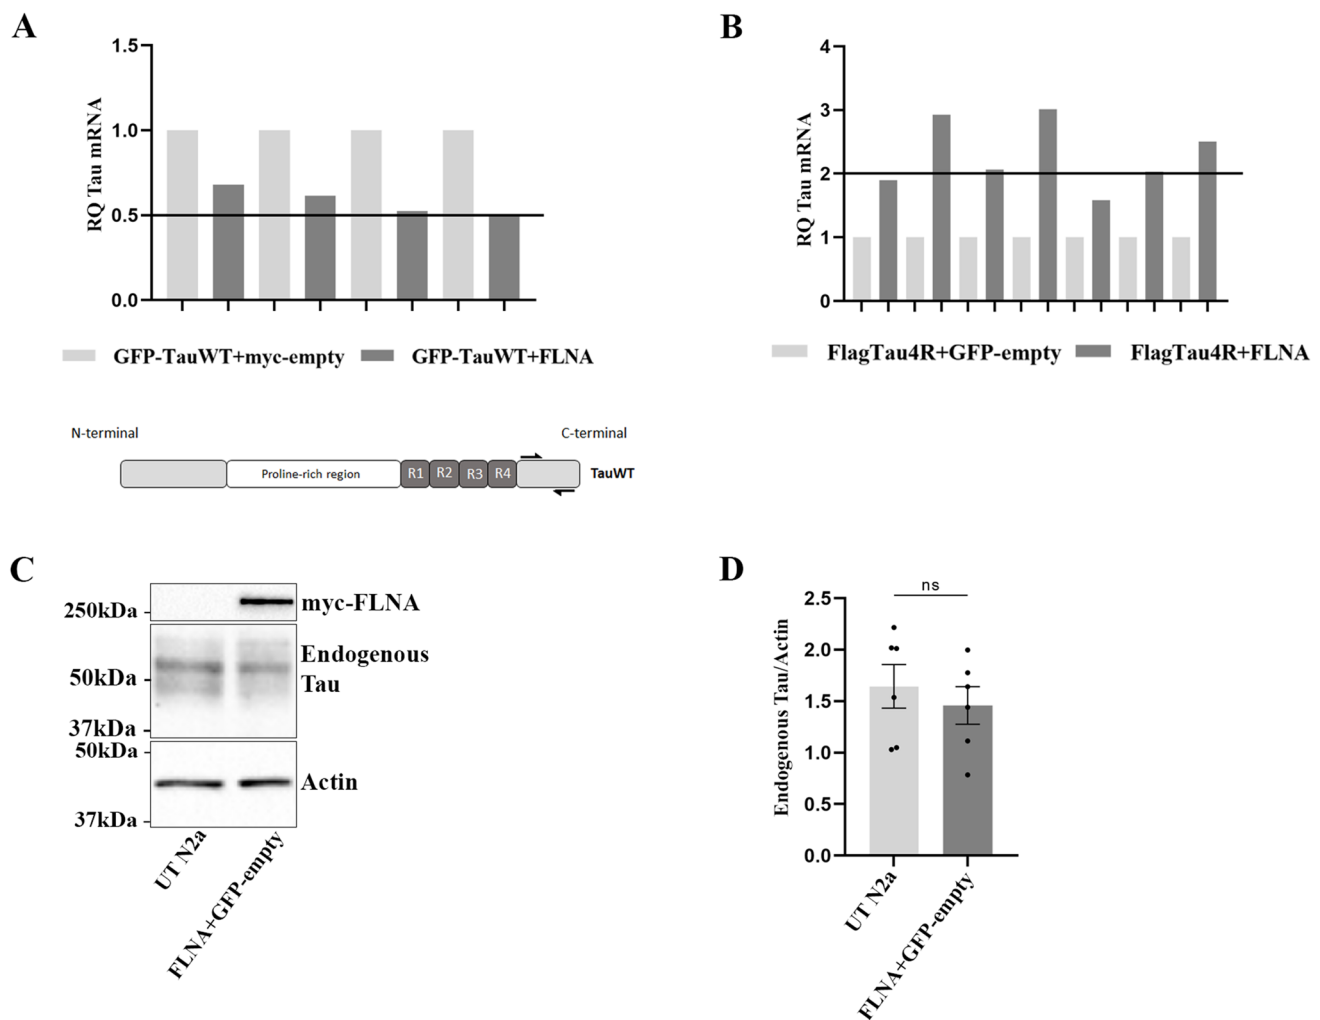 A
1.5
1.0
0.5
0.0
RQ Tau mRNA
GFP-TauWT+myc-empty
GFP-TauWT+FLNA
N-terminal
C-terminal
Proline-rich region
R1
R2
R3
R4
TauWT
B
4
3
2
1
0
RQ Tau mRNA
FlagTau4R+GFP-empty
FlagTau4R+FLNA
C
250kDa
myc-FLNA
50kDa
Endogenous
Tau
37kDa
50kDa
Actin
37kDa
UT N2a
FLNA+GFP-empty
D
ns
2.5
2.0
1.5
1.0
0.5
0.0
Endogenous Tau/Actin
UT N2a
FLNA+GFP-empty